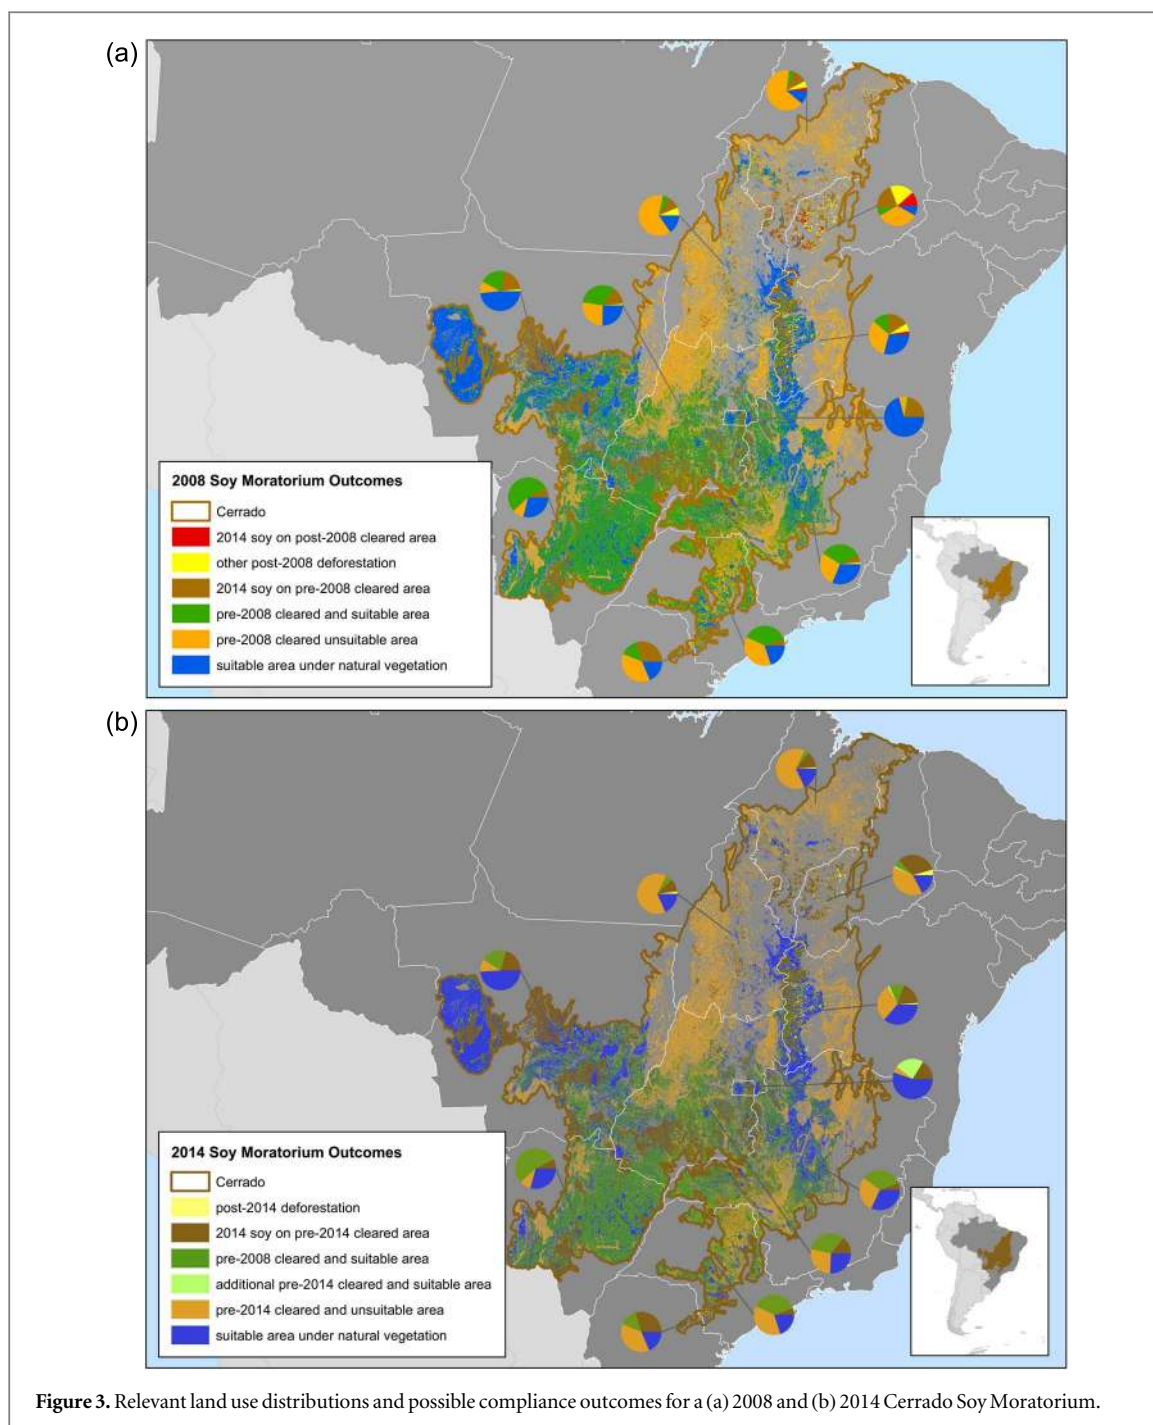 (a)
2008 Soy Moratorium Outcomes
Cerrado
2014 soy on post-2008 cleared area
other post-2008 deforestation
2014 soy on pre-2008 cleared area
pre-2008 cleared and suitable area
pre-2008 cleared unsuitable area
suitable area under natural vegetation
(b)
2014 Soy Moratorium Outcomes
Cerrado
post-2014 deforestation
2014 soy on pre-2014 cleared area
pre-2008 cleared and suitable area
additional pre-2014 cleared and suitable area
pre-2014 cleared and unsuitable area
suitable area under natural vegetation
Figure 3. Relevant land use distributions and possible compliance outcomes for a (a) 2008 and (b) 2014 Cerrado Soy Moratorium.